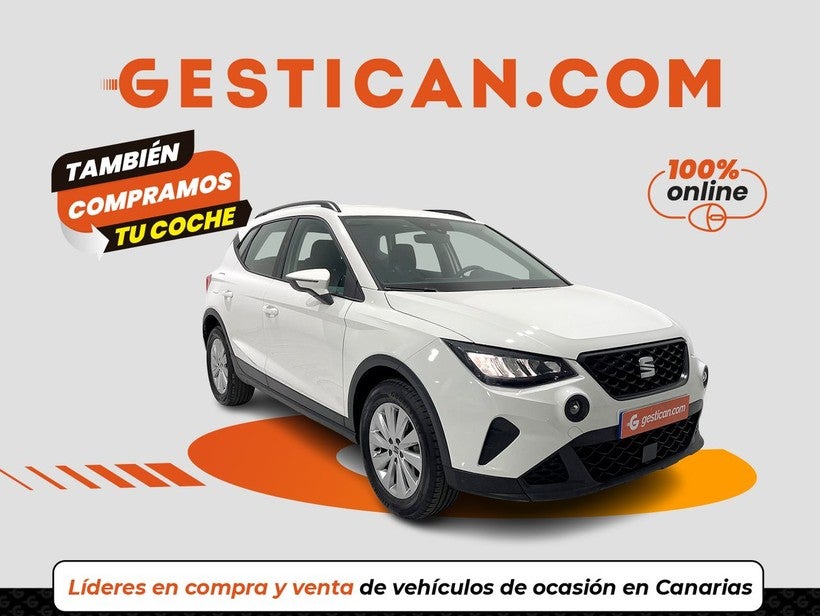 GESTICAN.COM
TAMBIÉN
COMPRAMOS
TU COCHE
100%
online
gestican.com
Líderes en compra y venta de vehículos de ocasión en Canarias